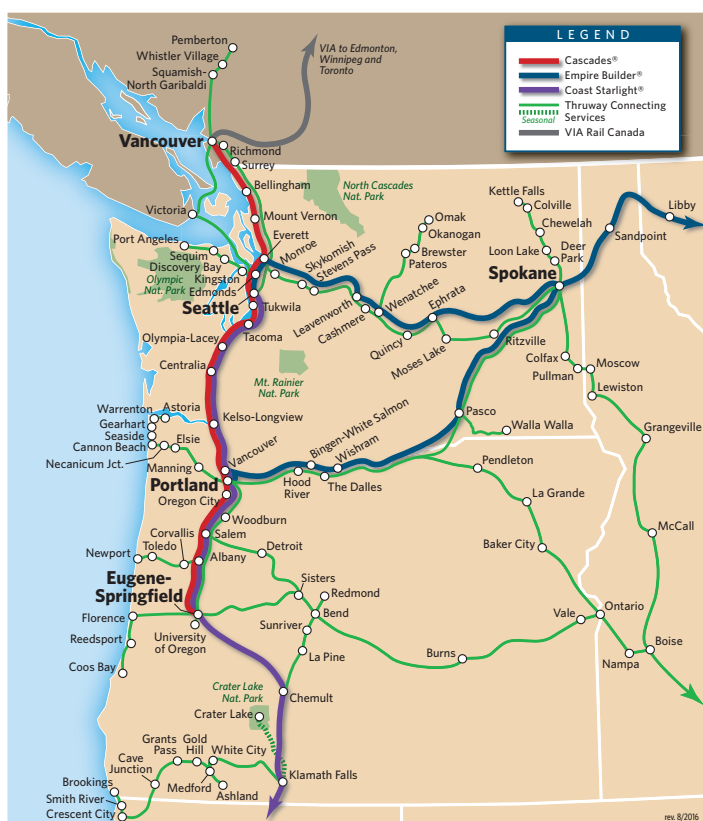 Pemberton
Whistler Village
Squamish-
North Garibaldi
VIA to Edmonton,
Winnipeg and
Toronto
LEGEND
Cascades®
Empire Builder®
Coast Starlight®
Thruway Connecting
Services
Seasonal
VIA Rail Canada
Vancouver
Richmond
Surrey
Bellingham
North Cascades
Nat. Park
Victoria
Mount Vernon
Everett
Port Angeles
Sequim
Discovery Bay
Kingston
Edmonds
Olympic
Nat. Park
Monroe
Skykomish
Stevens Pass
Omak
Okanogan
Brewster
Pateros
Kettle Falls
Colville
Chewelah
Loon Lake
Deer
Park
Spokane
Sandpoint
Libby
Seattle
Tukwila
Leavenworth
Cashmere
Wenatchee
Ephrata
Quincy
Moses Lake
Ritzville
Tacoma
Olympia-Lacey
Centralia
Mt. Rainier
Nat. Park
Colfax
Pullman
Moscow
Lewiston
Grangeville
Warrenton
Astoria
Gearhart
Seaside
Cannon Beach
Elsie
Necanicum Jct.
Manning
Kelso-Longview
Vancouver
Bingen-White Salmon
Wishram
Pasco
Walla Walla
Portland
Oregon City
Hood
River
The Dalles
Pendleton
La Grande
Baker City
McCall
Woodburn
Salem
Corvallis
Toledo
Newport
Albany
Detroit
Eugene-
Springfield
Sisters
Redmond
Bend
Sunriver
La Pine
Florence
Reedsport
Coos Bay
University
of Oregon
Burns
Vale
Ontario
Nampa
Boise
Crater Lake
Nat. Park
Crater Lake
Chemult
Grants
Pass
Gold
Hill
White City
Cave
Junction
Medford
Ashland
Klamath Falls
Brookings
Smith River
Crescent City
rev. 8/2016